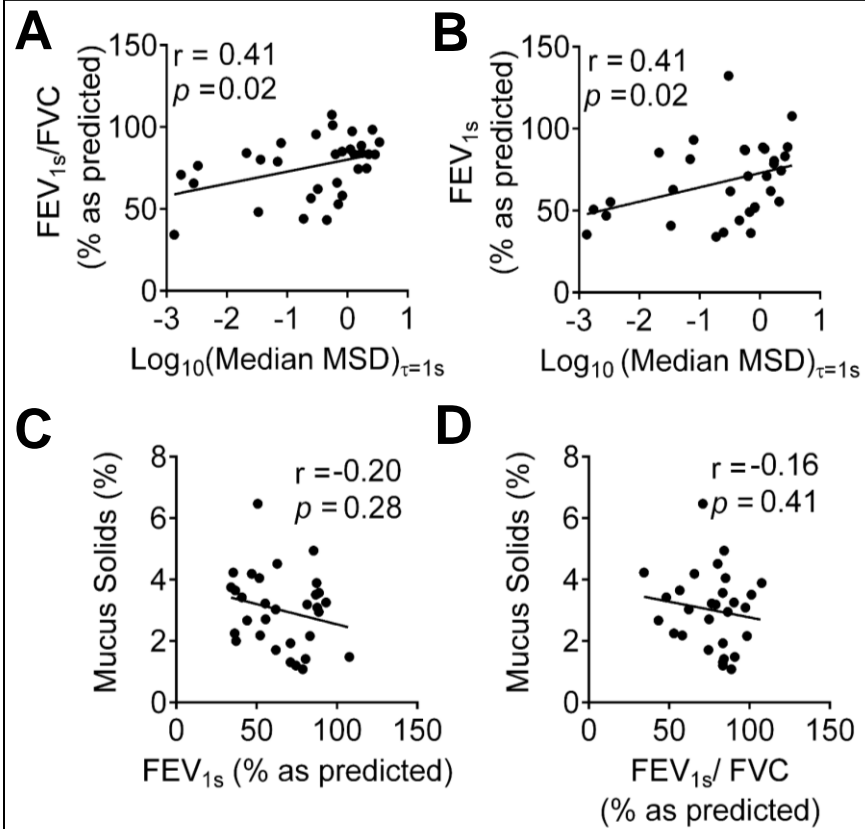 A
B
150
100
50
0
-3 -2 -1 0 1
r = 0.41
p =0.02
FEV1s/FVC
(% as predicted)
Log10(Median MSD)τ=1s
150
100
50
0
-3 -2 -1 0 1
r = 0.41
p =0.02
FEV1s
(% as predicted)
Log10 (Median MSD)τ=1s
C
D
8
6
4
2
0
0 50 100 150
r =-0.20
p = 0.28
Mucus Solids (%)
FEV1s (% as predicted)
8
6
4
2
0
0 50 100 150
r =-0.16
p = 0.41
Mucus Solids (%)
FEV1s/ FVC
(% as predicted)